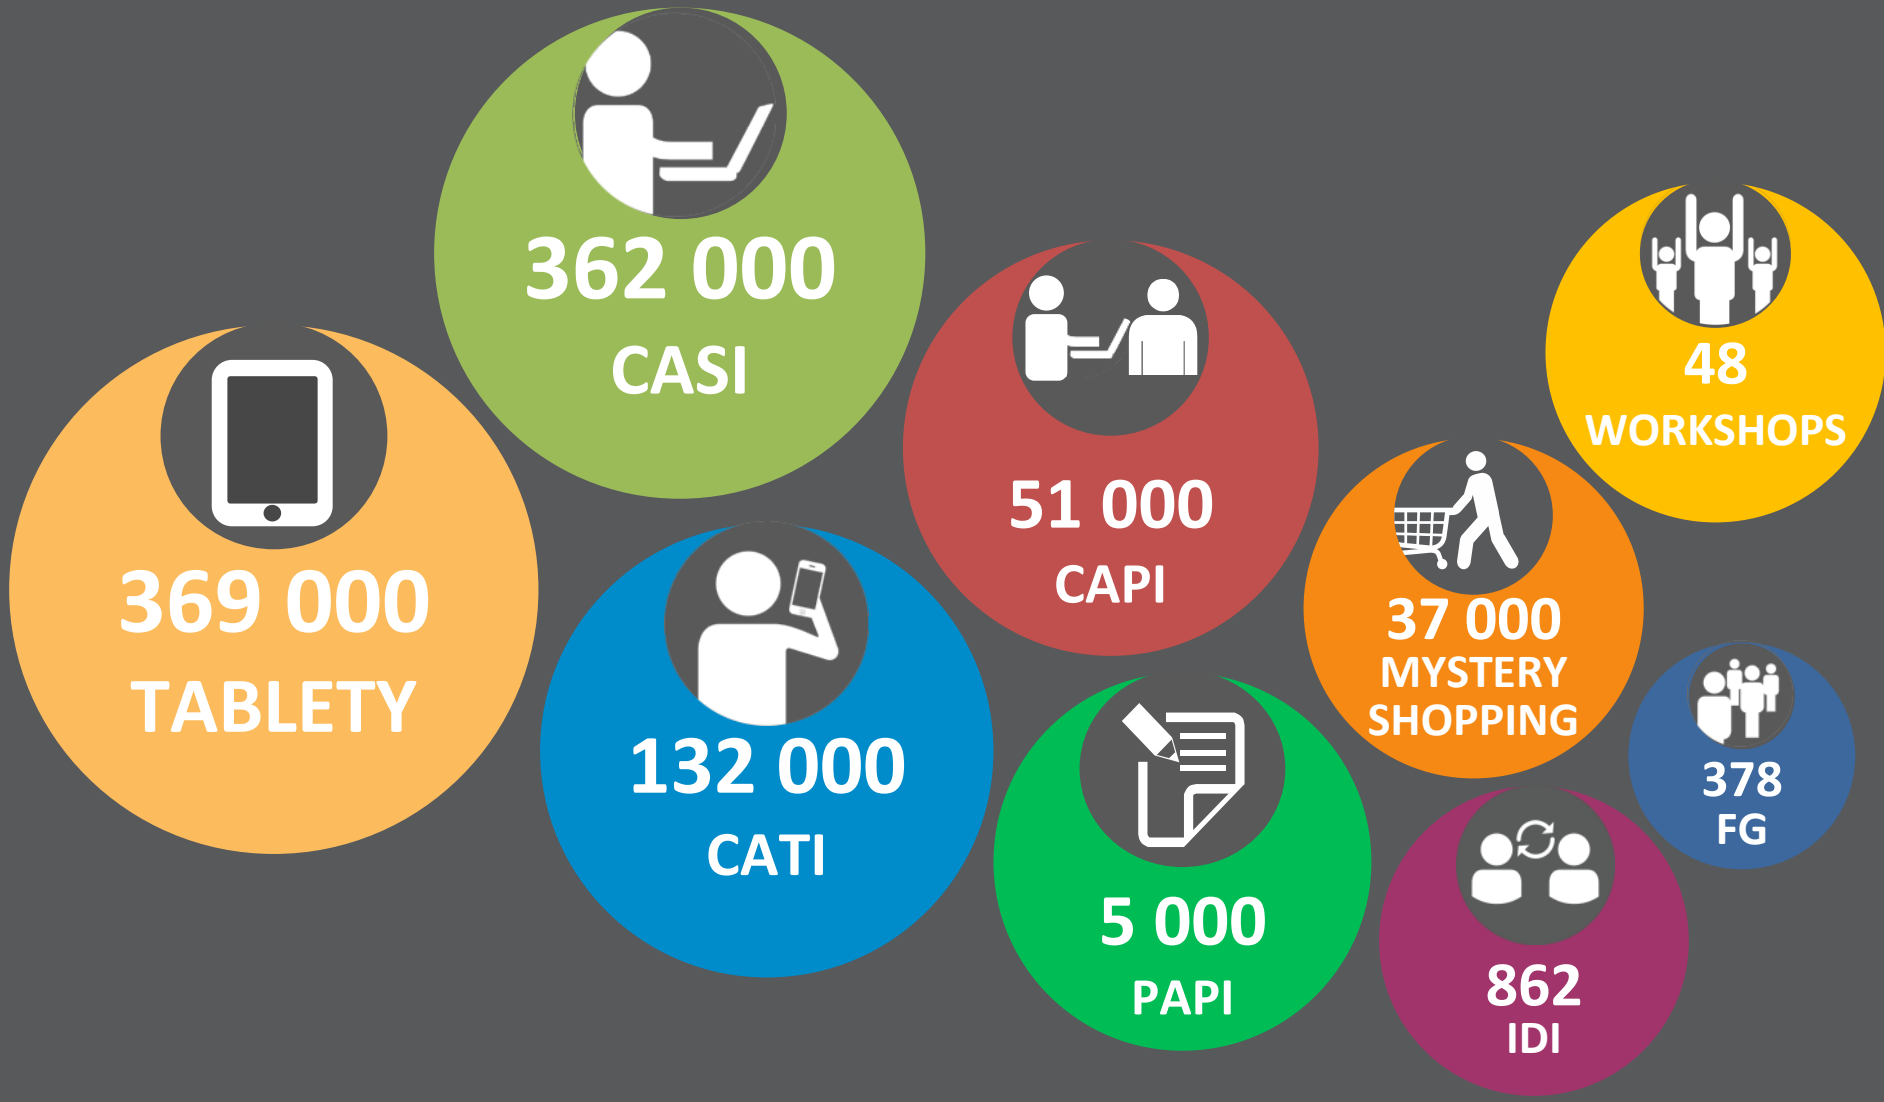 362 000
CASI
369 000
TABLETY
132 000
CATI
51 000
CAPI
5 000
PAPI
48
WORKSHOPS
37 000
MYSTERY
SHOPPING
378
FG
862
IDI